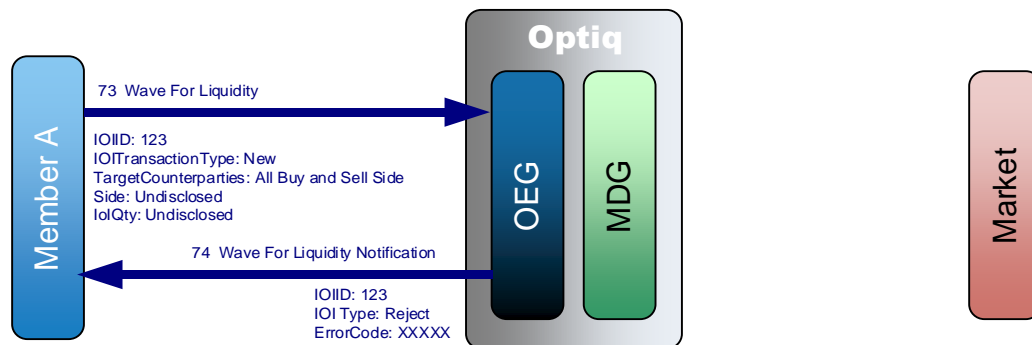 Optiq
Member A
73 Wave For Liquidity
IOIID: 123
IOITransactionType: New
TargetCounterparties: All Buy and Sell Side
Side: Undisclosed
IoIQty: Undisclosed
74 Wave For Liquidity Notification
IOIID: 123
IOI Type: Reject
ErrorCode: XXXXX
OEG
MDG
Market